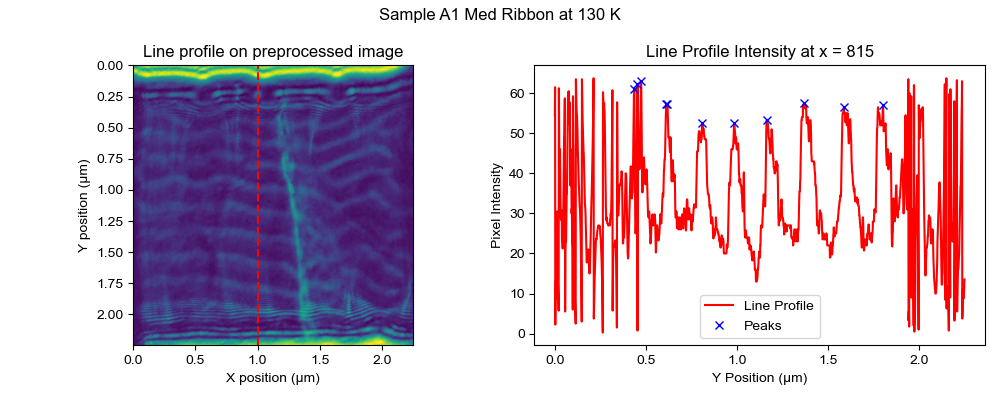 Sample A1 Med Ribbon at 130 K
Line profile on preprocessed image
0.00
0.25
0.50
0.75
1.00
1.25
1.50
1.75
2.00
Y position (μm)
0.0 0.5 1.0 1.5 2.0
X position (μm)
Line Profile Intensity at x = 815
60
50
40
30
20
10
0
Pixel Intensity
Line Profile
Peaks
0.0 0.5 1.0 1.5 2.0
Y Position (μm)